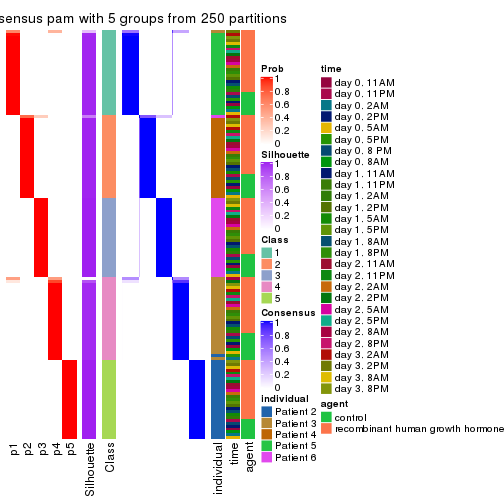 sensus pam with 5 groups from 250 partitions
p1
p2
p3
p4
p5
Silhouette
Class
individual
time
agent
Prob
1
0.8
0.6
0.4
0.2
0
Silhouette
1
0.8
0.6
0.4
0.2
0
Class
1
2
3
4
5
Consensus
1
0.8
0.6
0.4
0.2
0
individual
Patient 2
Patient 3
Patient 4
Patient 5
Patient 6
time
day 0. 11AM
day 0. 11PM
day 0. 2AM
day 0. 2PM
day 0. 5AM
day 0. 5PM
day 0. 8 PM
day 0. 8AM
day 1. 11AM
day 1. 11PM
day 1. 2AM
day 1. 2PM
day 1. 5AM
day 1. 5PM
day 1. 8AM
day 1. 8PM
day 2. 11AM
day 2. 11PM
day 2. 2AM
day 2. 2PM
day 2. 5AM
day 2. 5PM
day 2. 8AM
day 2. 8PM
day 3. 2AM
day 3. 2PM
day 3. 8AM
day 3. 8PM
agent
control
recombinant human growth hormone